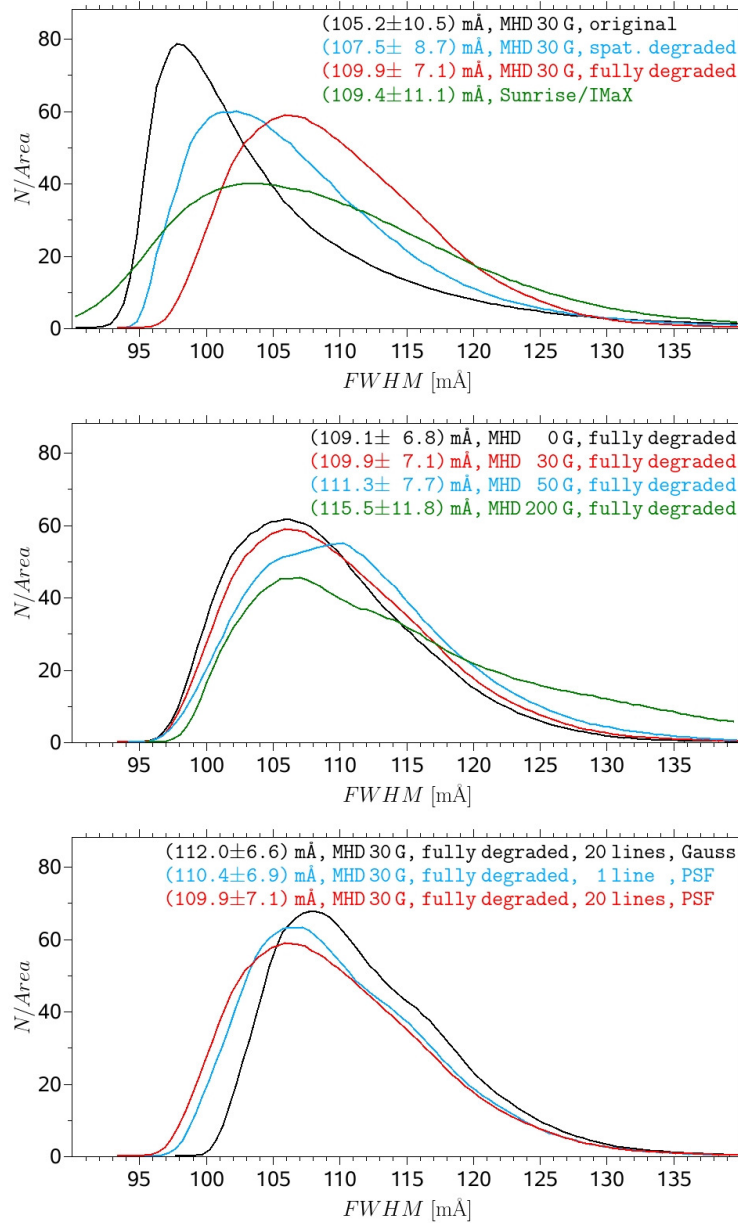 (105.2±10.5) mÅ, MHD 30 G, original
(107.5± 8.7) mÅ, MHD 30 G, spat. degraded
(109.9± 7.1) mÅ, MHD 30 G, fully degraded
(109.4±11.1) mÅ, Sunrise/IMaX
80
60
40
20
0
N/Area
95 100 105 110 115 120 125 130 135
FWHM [mÅ]
(109.1± 6.8) mÅ, MHD 0 G, fully degraded
(109.9± 7.1) mÅ, MHD 30 G, fully degraded
(111.3± 7.7) mÅ, MHD 50 G, fully degraded
(115.5±11.8) mÅ, MHD 200 G, fully degraded
80
60
40
20
0
N/Area
95 100 105 110 115 120 125 130 135
FWHM [mÅ]
(112.0±6.6) mÅ, MHD 30 G, fully degraded, 20 lines, Gauss
(110.4±6.9) mÅ, MHD 30 G, fully degraded, 1 line , PSF
(109.9±7.1) mÅ, MHD 30 G, fully degraded, 20 lines, PSF
80
60
40
20
0
N/Area
95 100 105 110 115 120 125 130 135
FWHM [mÅ]